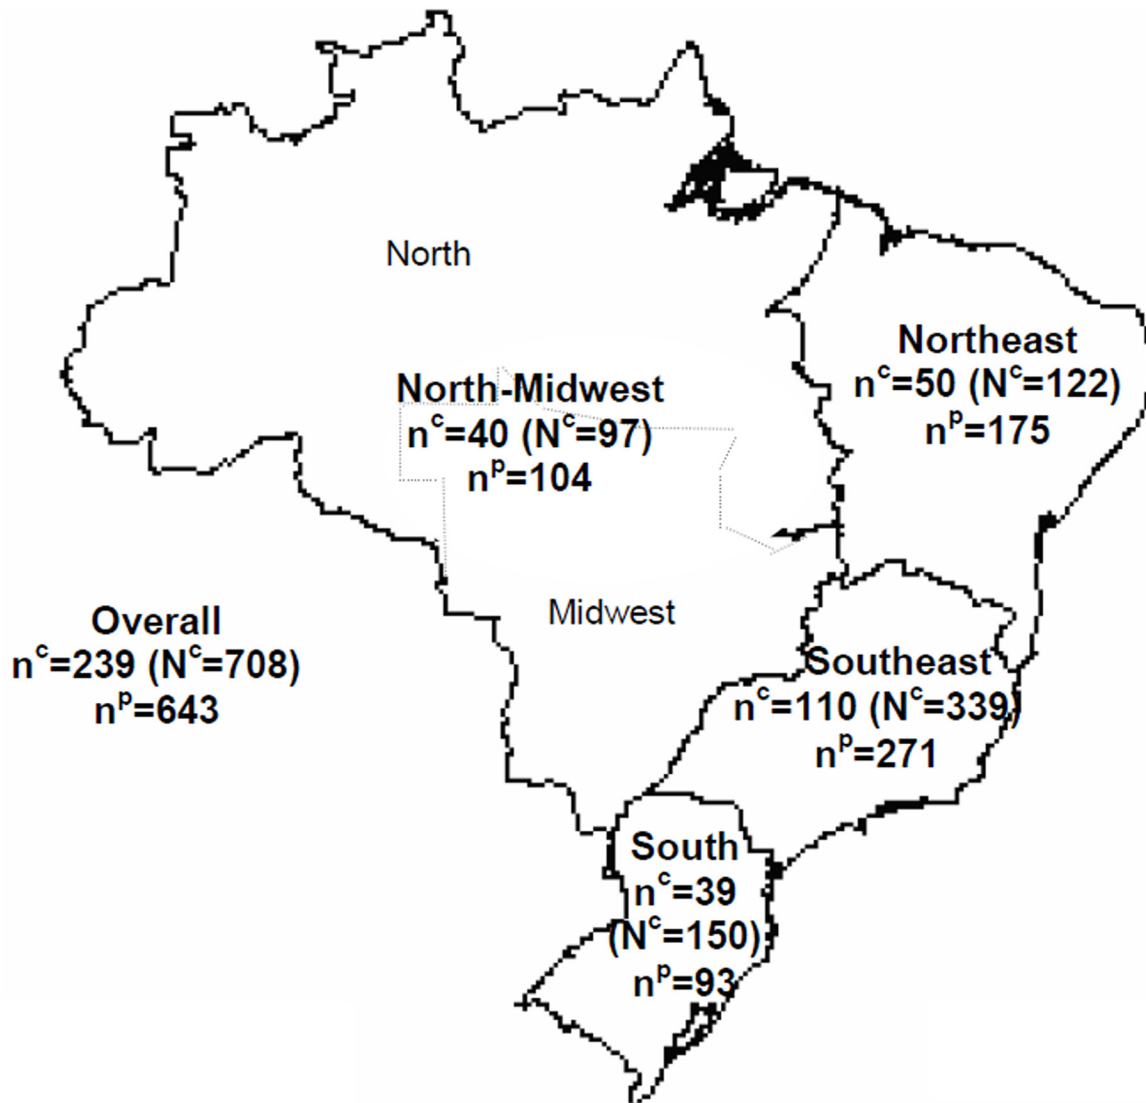 North
North-Midwest
nᶜ=40 (Nᶜ=97)
nᵖ=104
Northeast
nᶜ=50 (Nᶜ=122)
nᵖ=175
Midwest
Overall
nᶜ=239 (Nᶜ=708)
nᵖ=643
Southeast
nᶜ=110 (Nᶜ=339)
nᵖ=271
South
nᶜ=39
(Nᶜ=150)
nᵖ=93